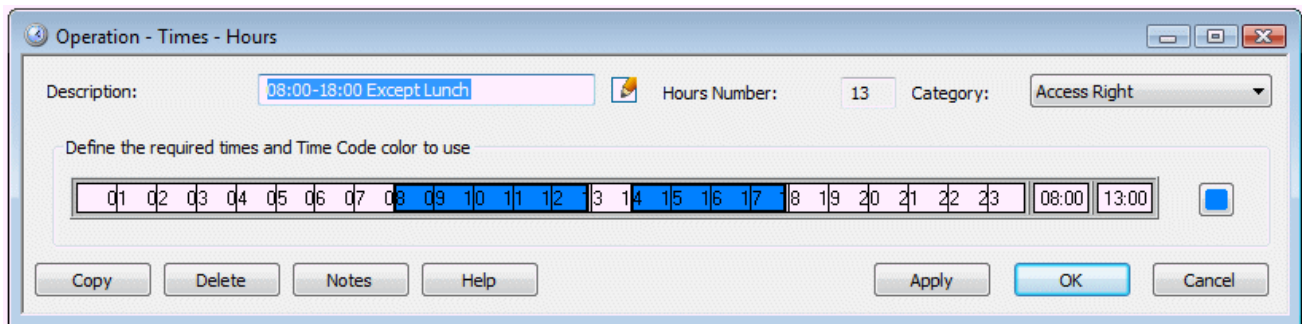 Operation - Times - Hours
Description: 08:00-18:00 Except Lunch Hours Number: 13 Category: Access Right
Define the required times and Time Code color to use
01 02 03 04 05 06 07 08 09 10 11 12 13 14 15 16 17 18 19 20 21 22 23 08:00 13:00
Copy Delete Notes Help Apply OK Cancel